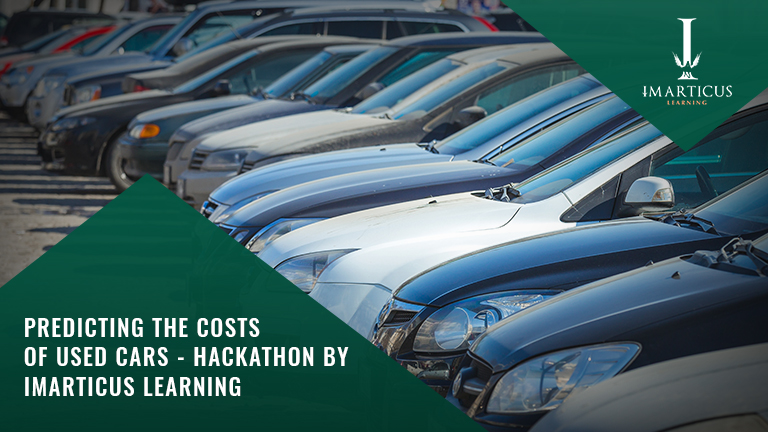 IMARTICUS
LEARNING
PREDICTING THE COSTS
OF USED CARS - HACKATHON BY
IMARTICUS LEARNING